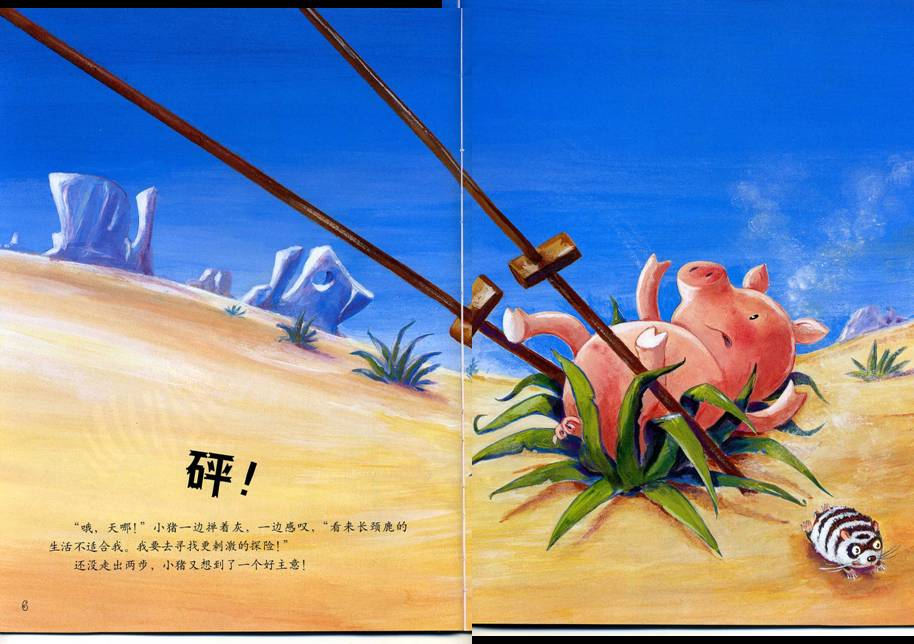 砰！
“哦，天哪！”小猪一边掸着灰，一边感叹，“看来长颈鹿的
生活不适合我。我要去寻找更刺激的探险！”
还没走出两步，小猪又想到了一个好主意！
6